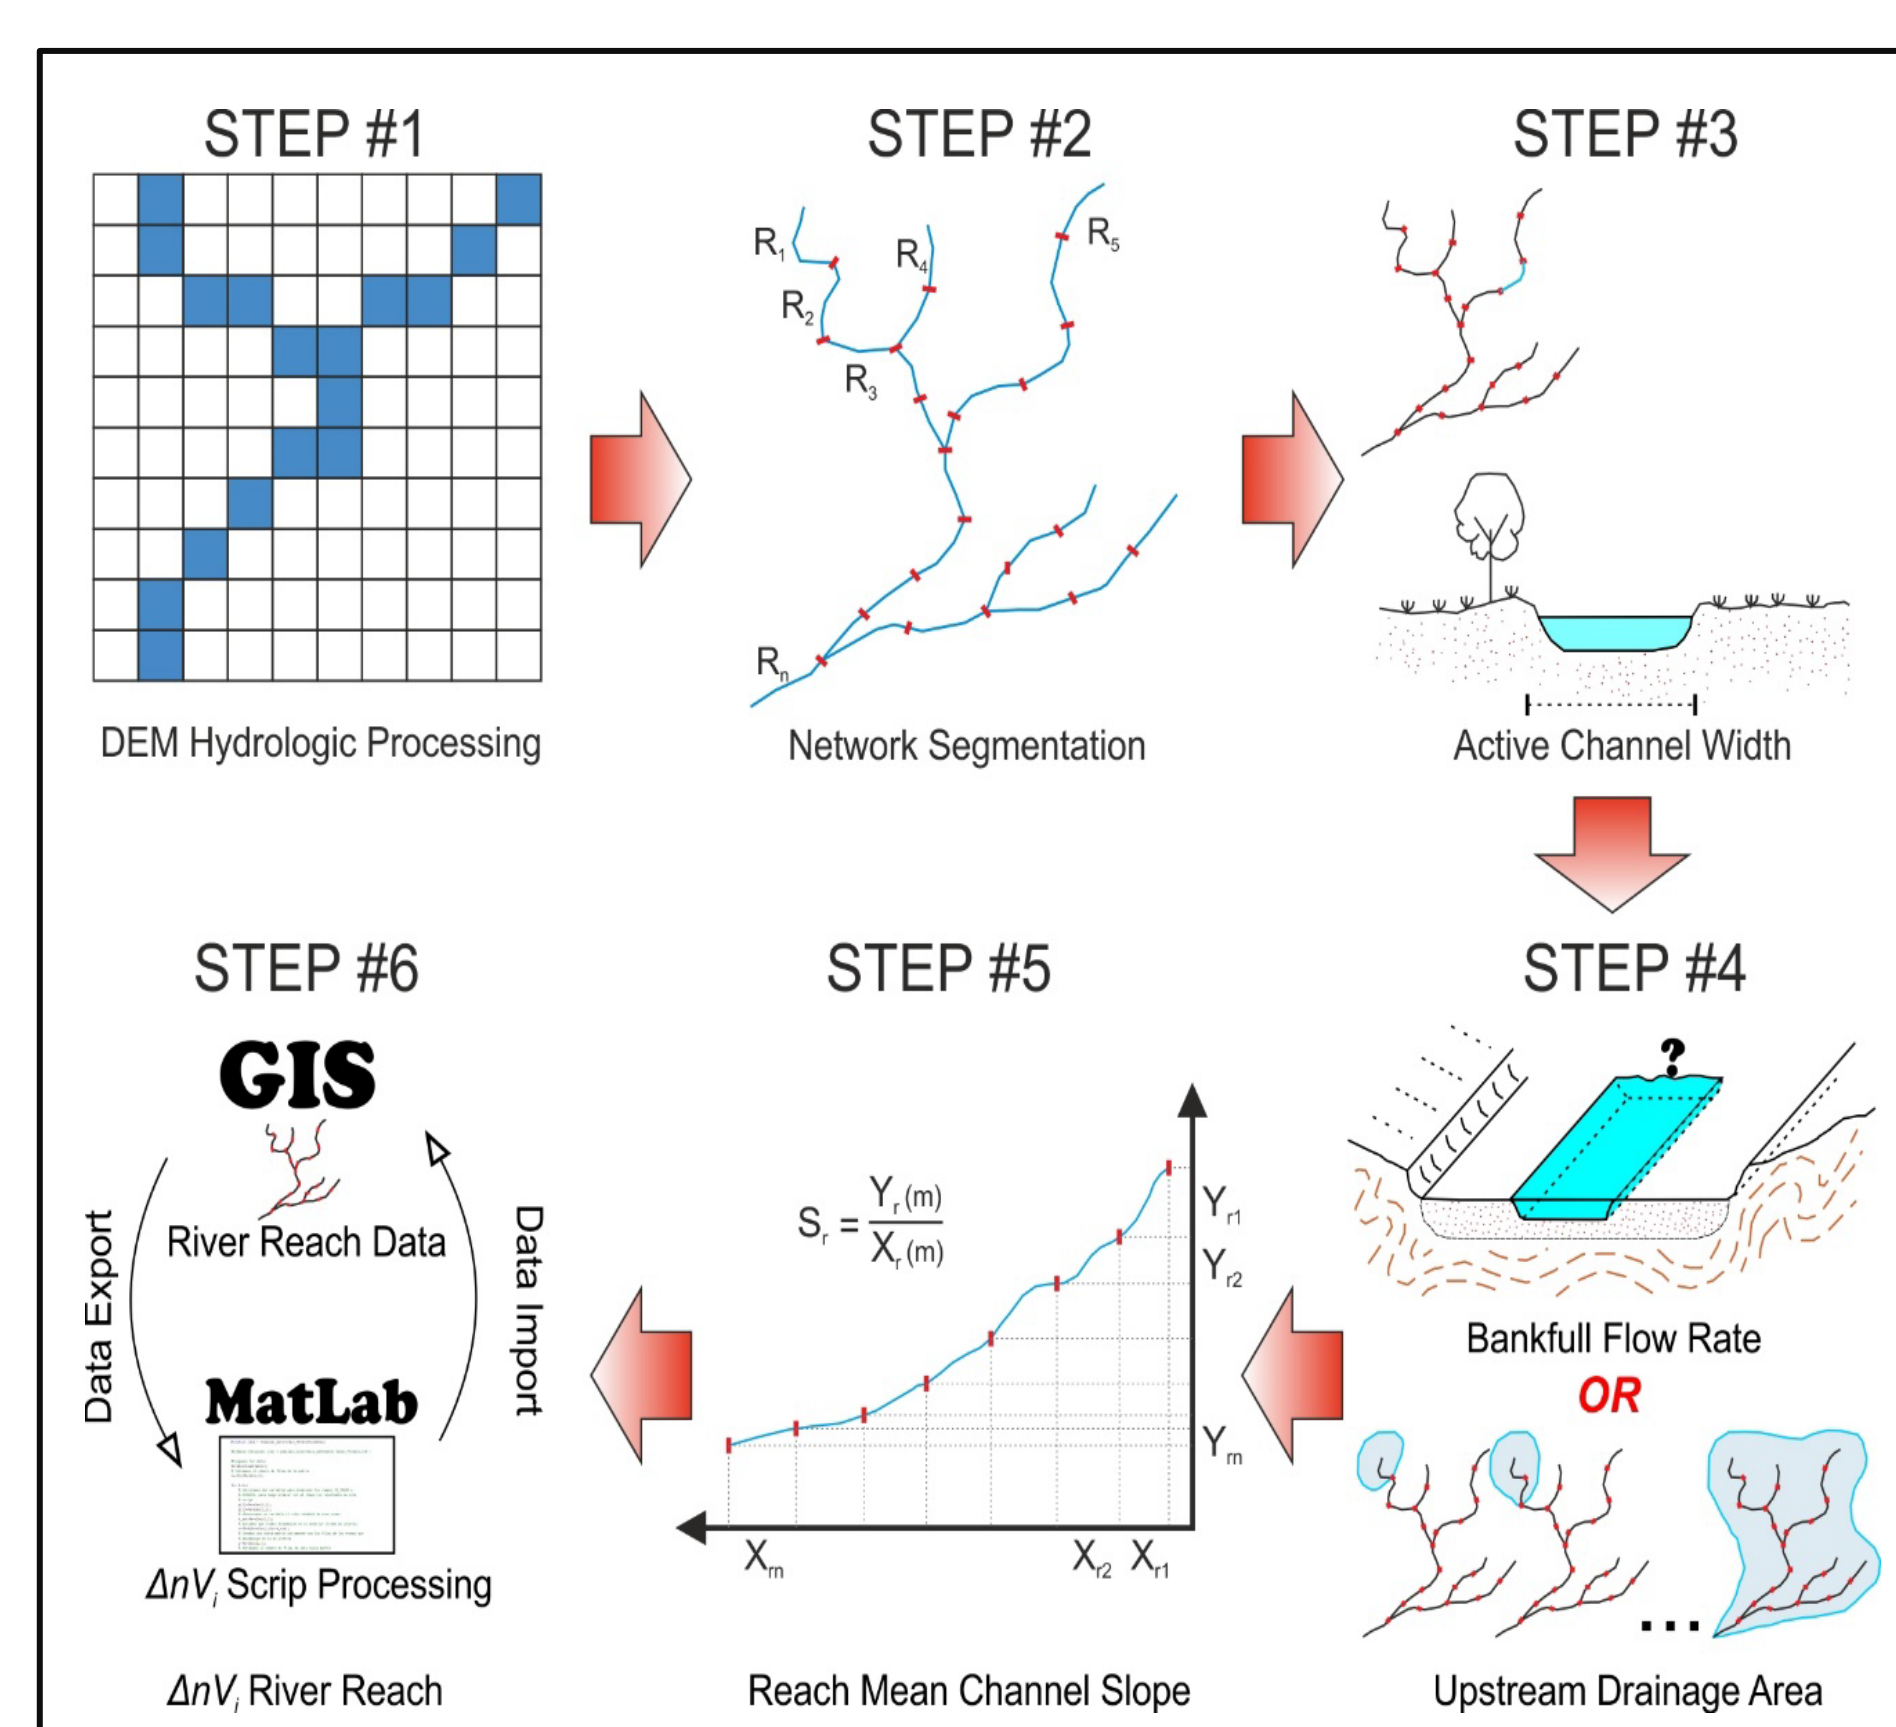 STEP #1
STEP #2
STEP #3
R1
R2
R3
R4
R5
Rn
DEM Hydrologic Processing
Network Segmentation
Active Channel Width
STEP #6
STEP #5
STEP #4
GIS
River Reach Data
Data Export
Data Import
MatLab
ΔnVi Scrip Processing
ΔnVi River Reach
Sr = Yr (m)
Xr (m)
Yr1
Yr2
Yrn
Xrn
Xr2
Xr1
Reach Mean Channel Slope
?
Bankfull Flow Rate
OR
...
Upstream Drainage Area